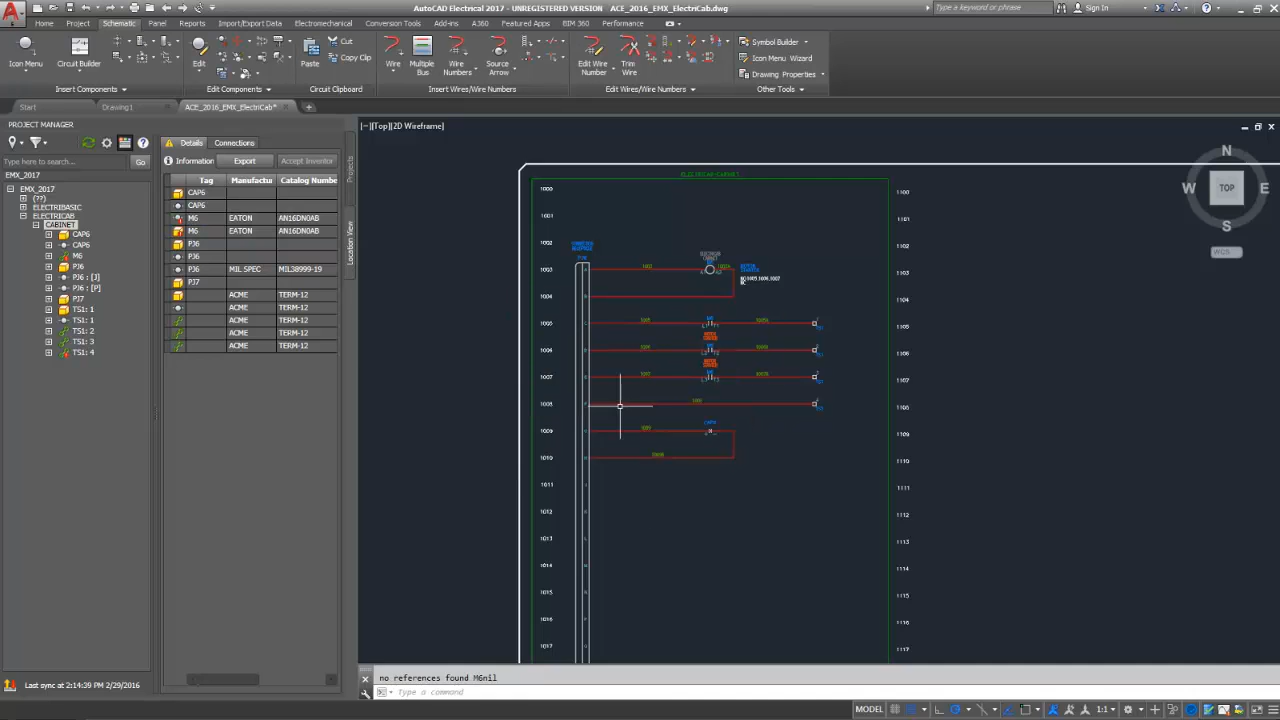 AutoCAD Electrical 2017 - UNREGISTERED VERSION ACE_2016_EMX_ElectriCab.dwg
Type a keyword or phrase
Sign In
Home Project Schematic Panel Reports Import/Export Data Electromechanical Conversion Tools Add-ins A360 Featured Apps BIM 360 Performance
Icon Menu
Circuit Builder
Edit
Paste
Cut
Copy Clip
Wire
Multiple Bus
Wire Numbers
Source Arrow
Edit Wire Number
Trim Wire
Symbol Builder
Icon Menu Wizard
Drawing Properties
Insert Components
Edit Components
Circuit Clipboard
Insert Wires/Wire Numbers
Edit Wires/Wire Numbers
Other Tools
Start
Drawing1
ACE_2016_EMX_ElectriCab*
PROJECT MANAGER
Type here to search...
Go
EMX_2017
EMX_2017
{??}
ELECTRIBASIC
ELECTRICAB
CABINET
CAP6
CAP6
M6
PJ6
PJ6 : [J]
PJ6 : [P]
PJ7
TS1: 1
TS1: 1
TS1: 2
TS1: 3
TS1: 4
Last sync at 2:14:39 PM 2/29/2016
Details
Connections
Information
Export
Accept Inventor
Tag Manufactu Catalog Numbe
CAP6
CAP6
M6 EATON AN16DN0AB
M6 EATON AN16DN0AB
PJ6
PJ6
PJ6 MIL SPEC MIL38999-19
PJ7
ACME TERM-12
ACME TERM-12
ACME TERM-12
ACME TERM-12
ACME TERM-12
Projects
Location View
[−][Top][2D Wireframe]
N
W TOP E
S
WCS
1000 1100
1001 1101
1002 1102
1003 1103
1004 1104
1005 1105
1106
1007 1107
1008
1009 1109
1010 1110
1011 1111
1012 1112
1013 1113
1014 1114
1015 1115
1016 1116
1017 1117
no references found M6nil
Type a command
MODEL
1:1